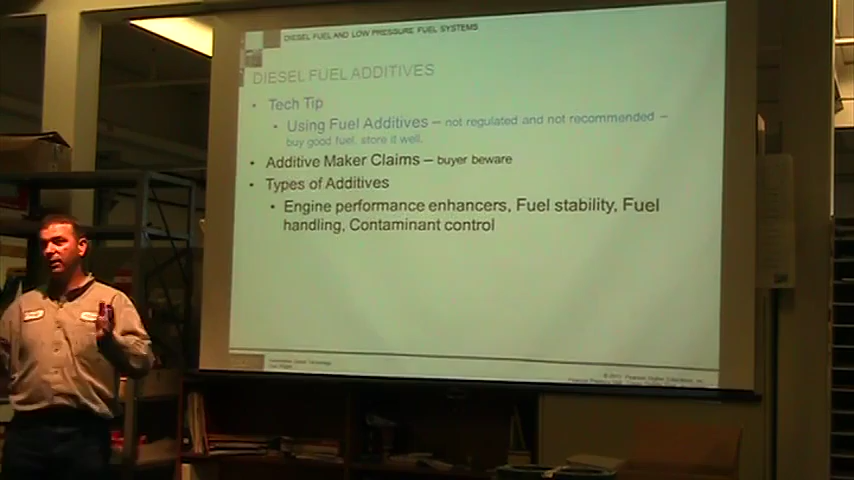 DIESEL FUEL AND LOW PRESSURE FUEL SYSTEMS
DIESEL FUEL ADDITIVES
• Tech Tip
• Using Fuel Additives – not regulated and not recommended –
buy good fuel, store it well.
• Additive Maker Claims – buyer beware
• Types of Additives
• Engine performance enhancers, Fuel stability, Fuel
handling, Contaminant control